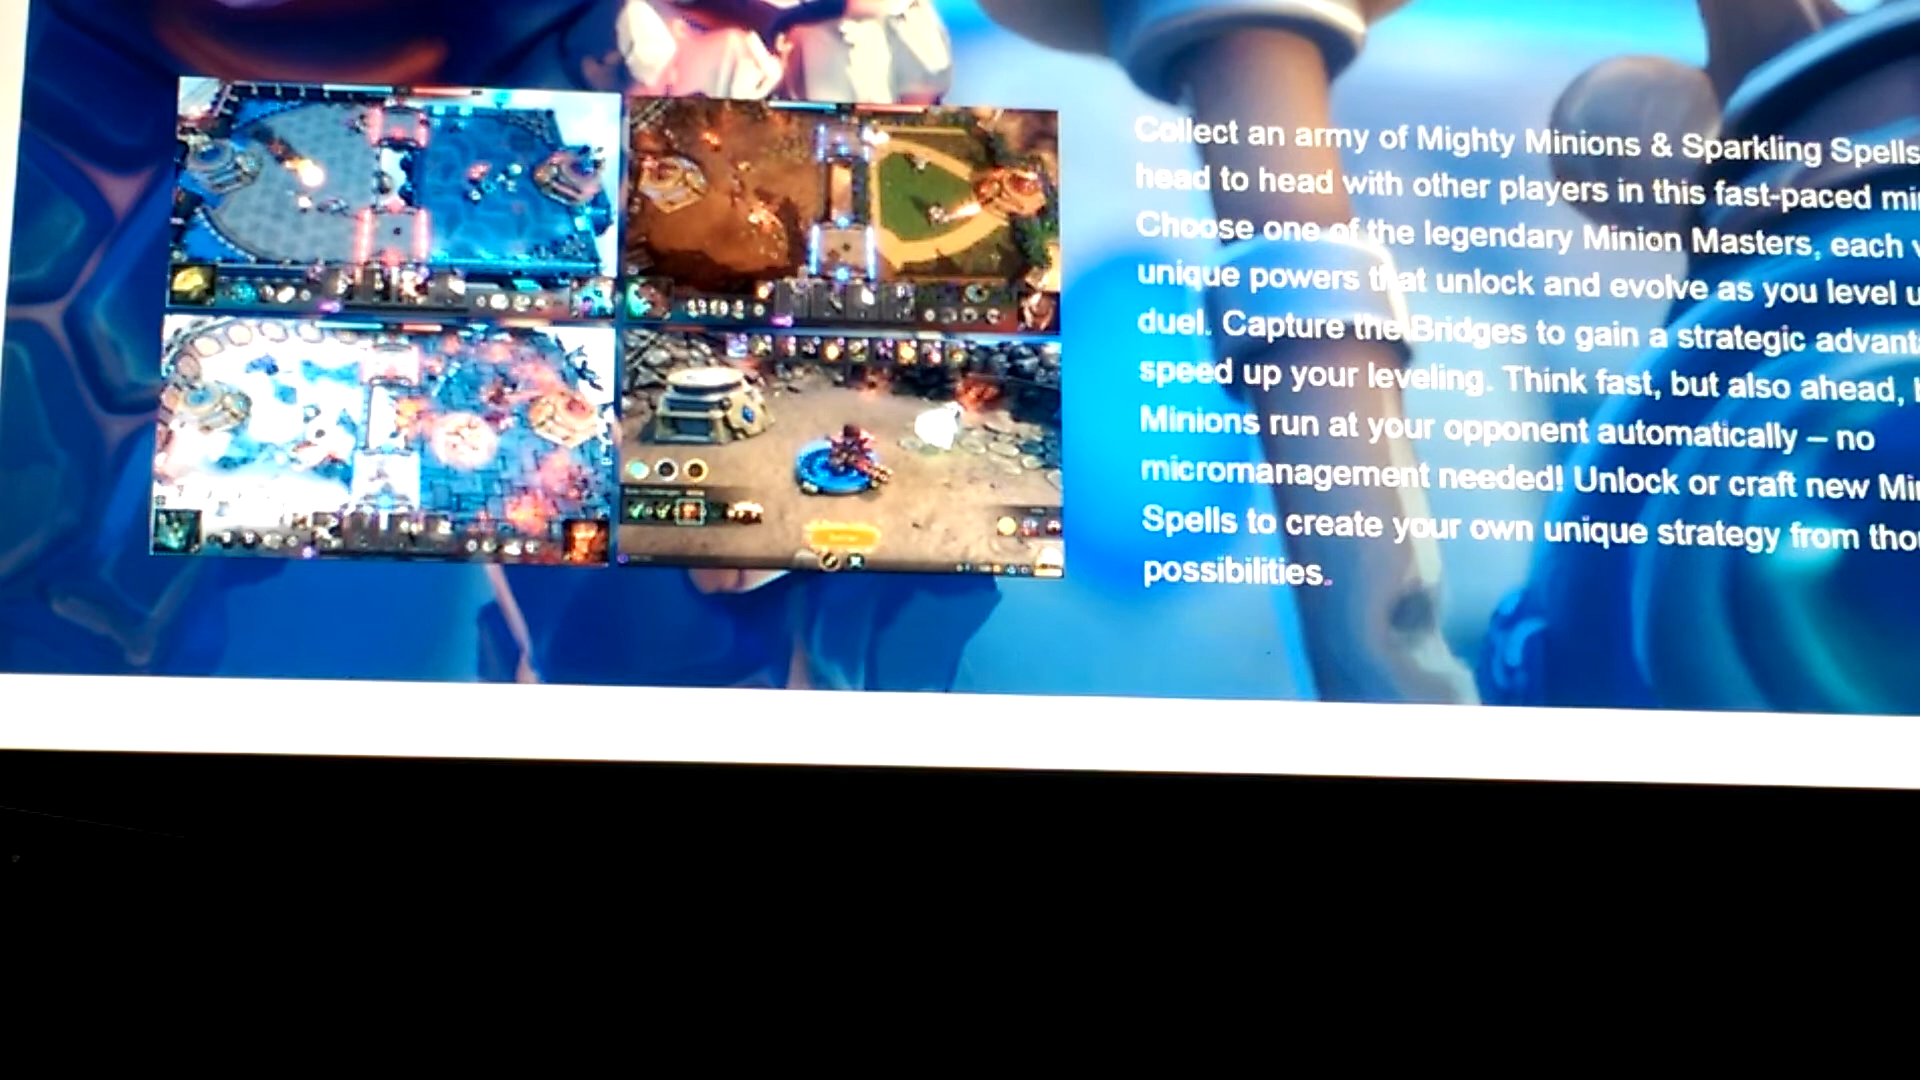 Collect an army of Mighty Minions & Sparkling Spells
head to head with other players in this fast-paced
Choose one of the legendary Minion Masters, each
unique powers that unlock and evolve as you level
duel. Capture the Bridges to gain a strategic
speed up your leveling. Think fast, but also ahead,
Minions run at your opponent automatically – no
micromanagement needed! Unlock or craft new
Spells to create your own unique strategy from
possibilities.